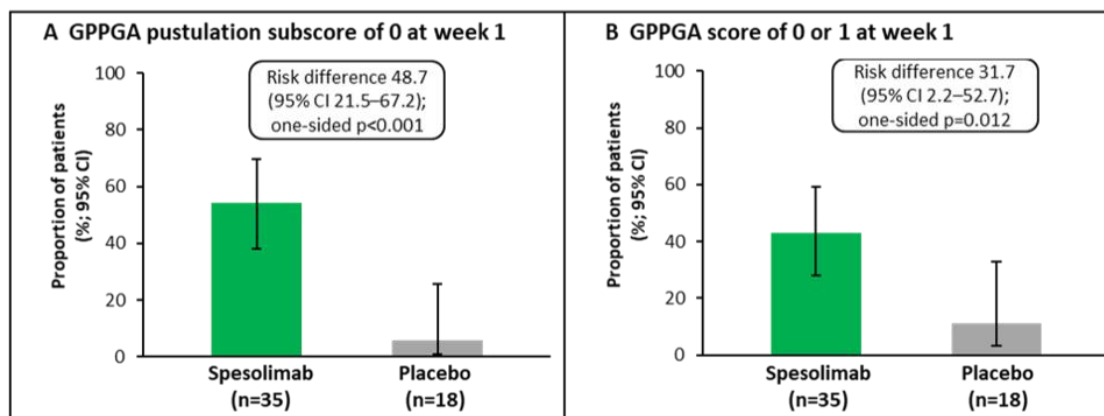 A GPPGA pustulation subscore of 0 at week 1
Risk difference 48.7
(95% CI 21.5–67.2);
one-sided p<0.001
Proportion of patients
(%; 95% CI)
100
80
60
40
20
0
Spesolimab
(n=35)
Placebo
(n=18)
B GPPGA score of 0 or 1 at week 1
Risk difference 31.7
(95% CI 2.2–52.7);
one-sided p=0.012
Proportion of patients
(%; 95% CI)
100
80
60
40
20
0
Spesolimab
(n=35)
Placebo
(n=18)